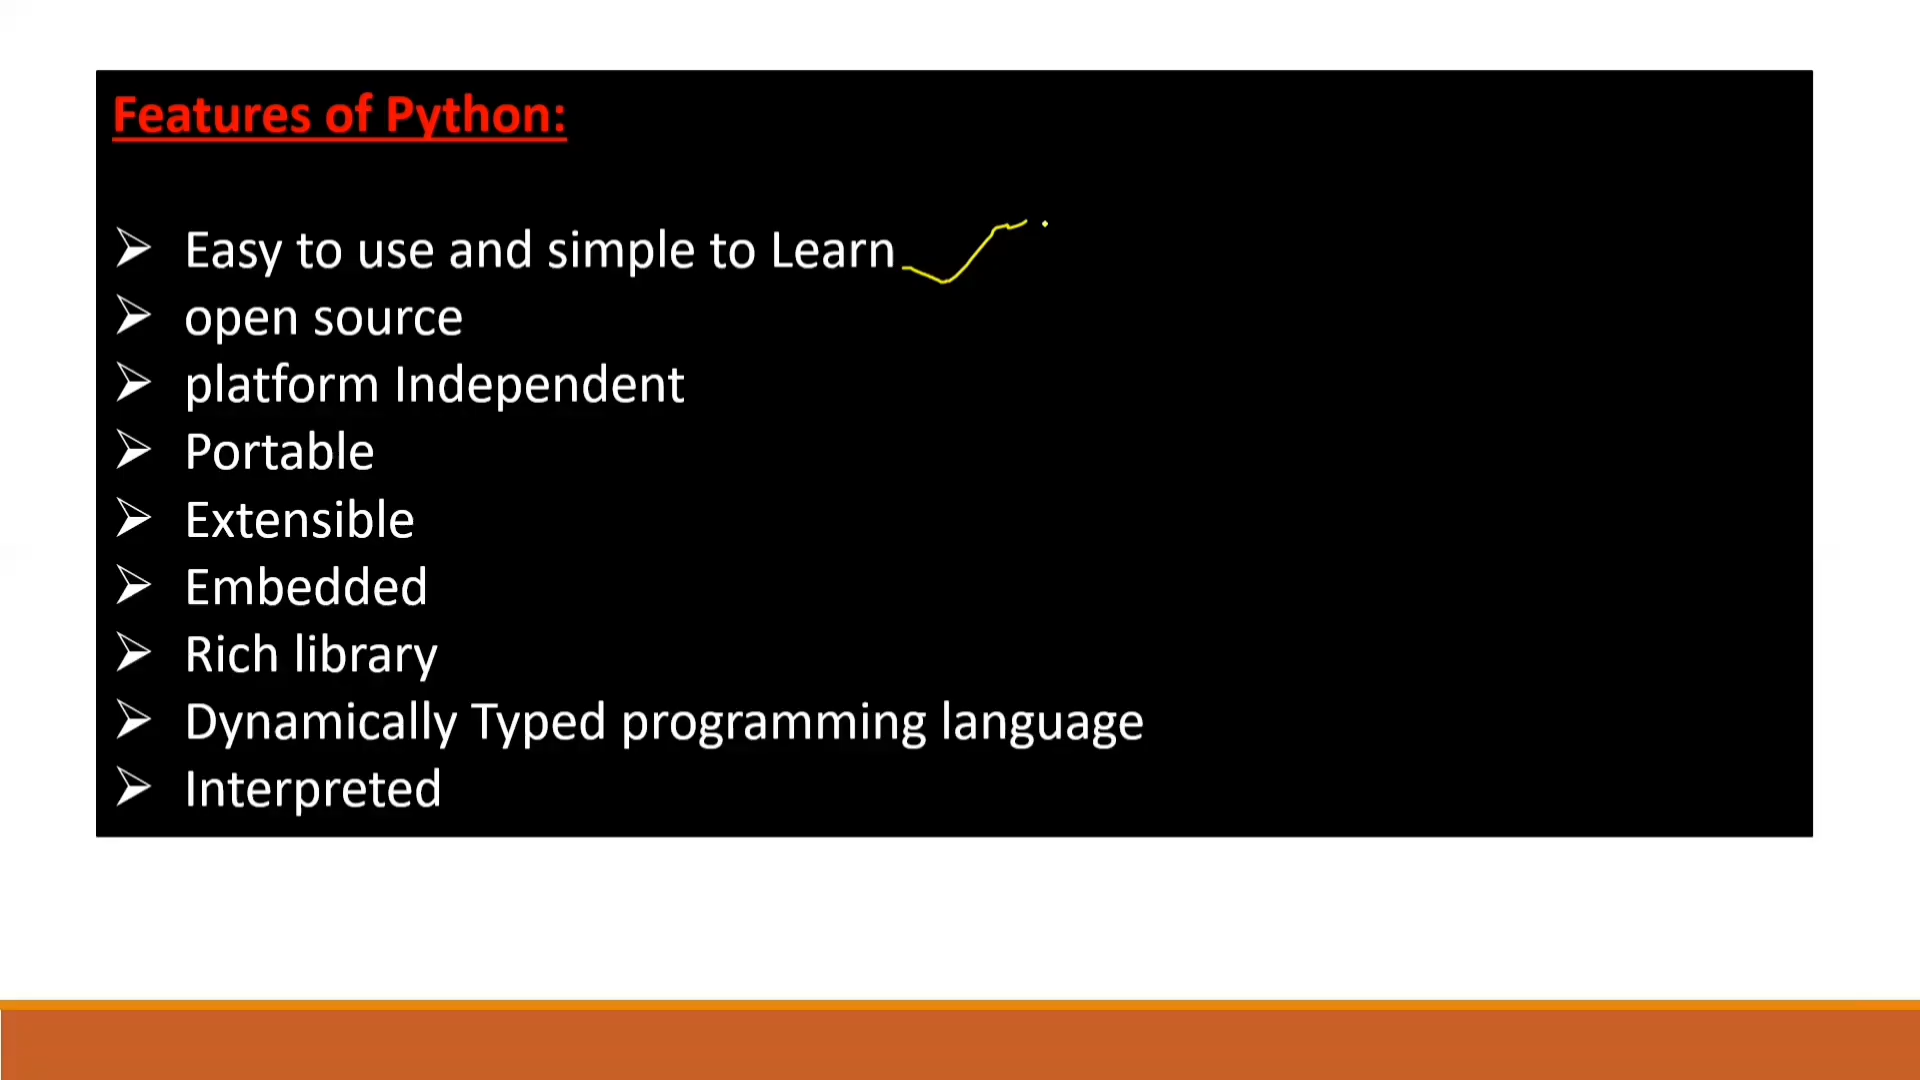 Features of Python:
Easy to use and simple to Learn
open source
platform Independent
Portable
Extensible
Embedded
Rich library
Dynamically Typed programming language
Interpreted